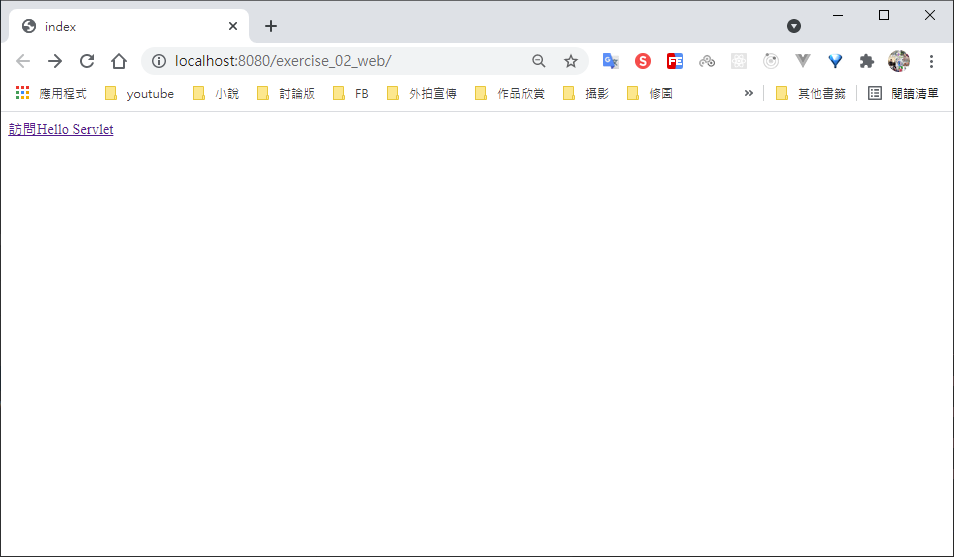 index
localhost:8080/exercise_02_web/
應用程式 youtube 小說 討論版 FB 外拍宣傳 作品欣賞 攝影 修圖 » 其他書籤 閱讀清單
訪問Hello Servlet